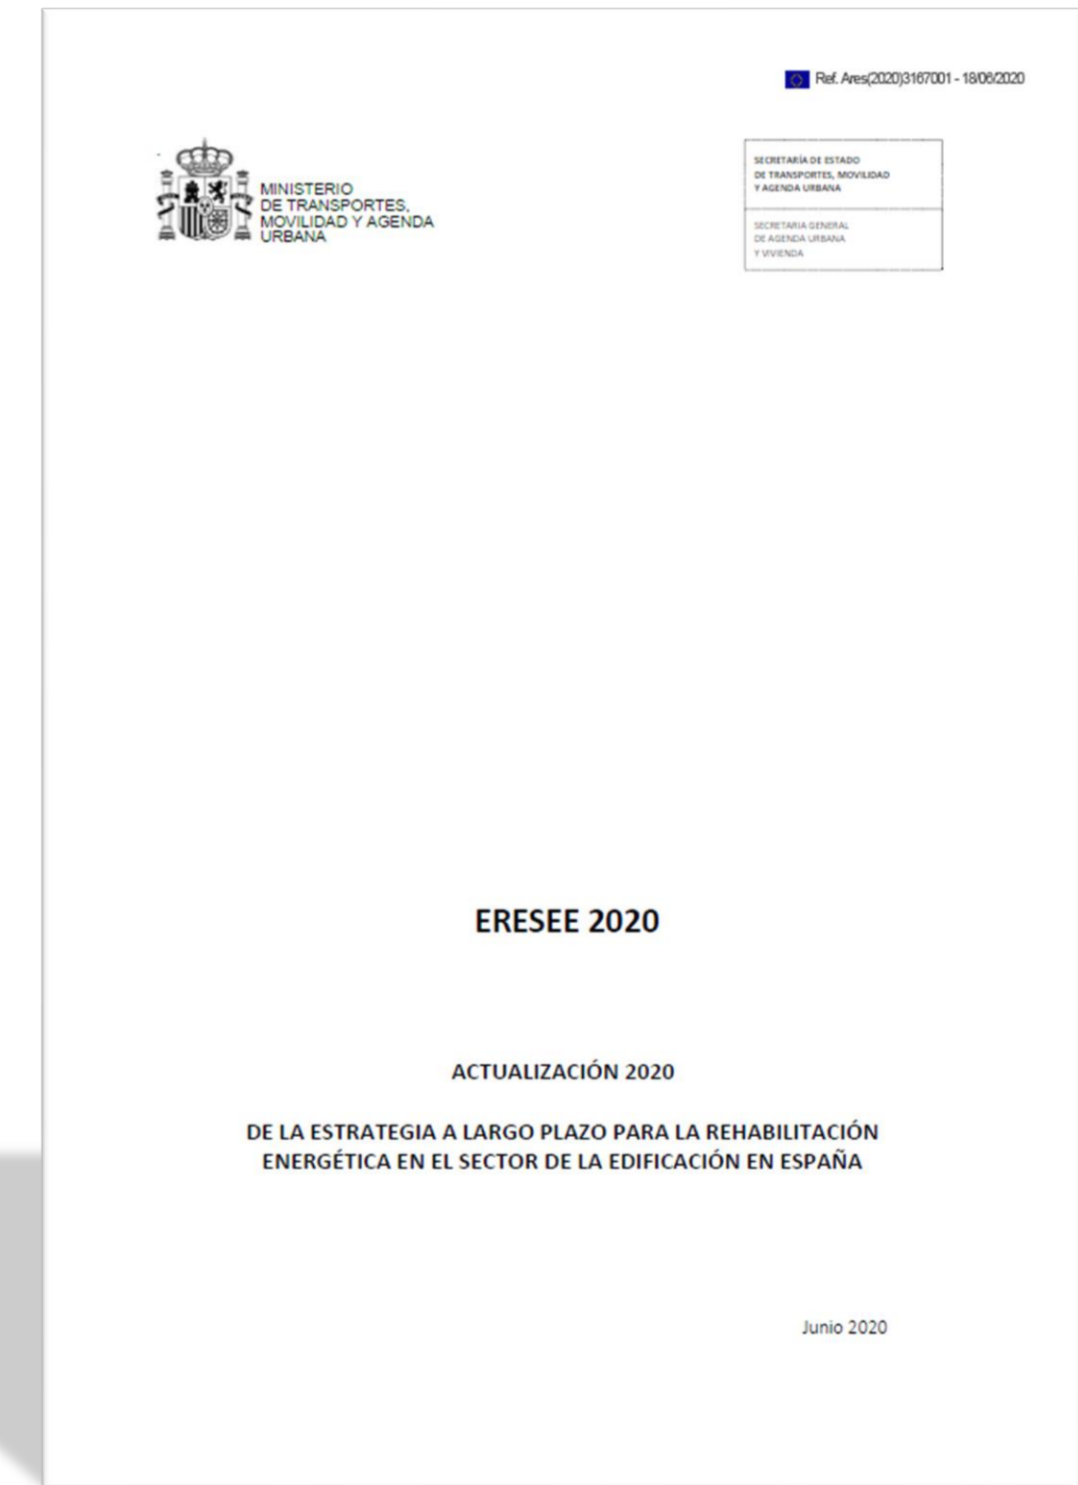 Ref. Ares(2020)3167001 - 18/06/2020
MINISTERIO
DE TRANSPORTES,
MOVILIDAD Y AGENDA
URBANA
SECRETARÍA DE ESTADO
DE TRANSPORTES, MOVILIDAD
Y AGENDA URBANA
SECRETARIA GENERAL
DE AGENDA URBANA
Y VIVIENDA
ERESEE 2020
ACTUALIZACIÓN 2020
DE LA ESTRATEGIA A LARGO PLAZO PARA LA REHABILITACIÓN
ENERGÉTICA EN EL SECTOR DE LA EDIFICACIÓN EN ESPAÑA
Junio 2020